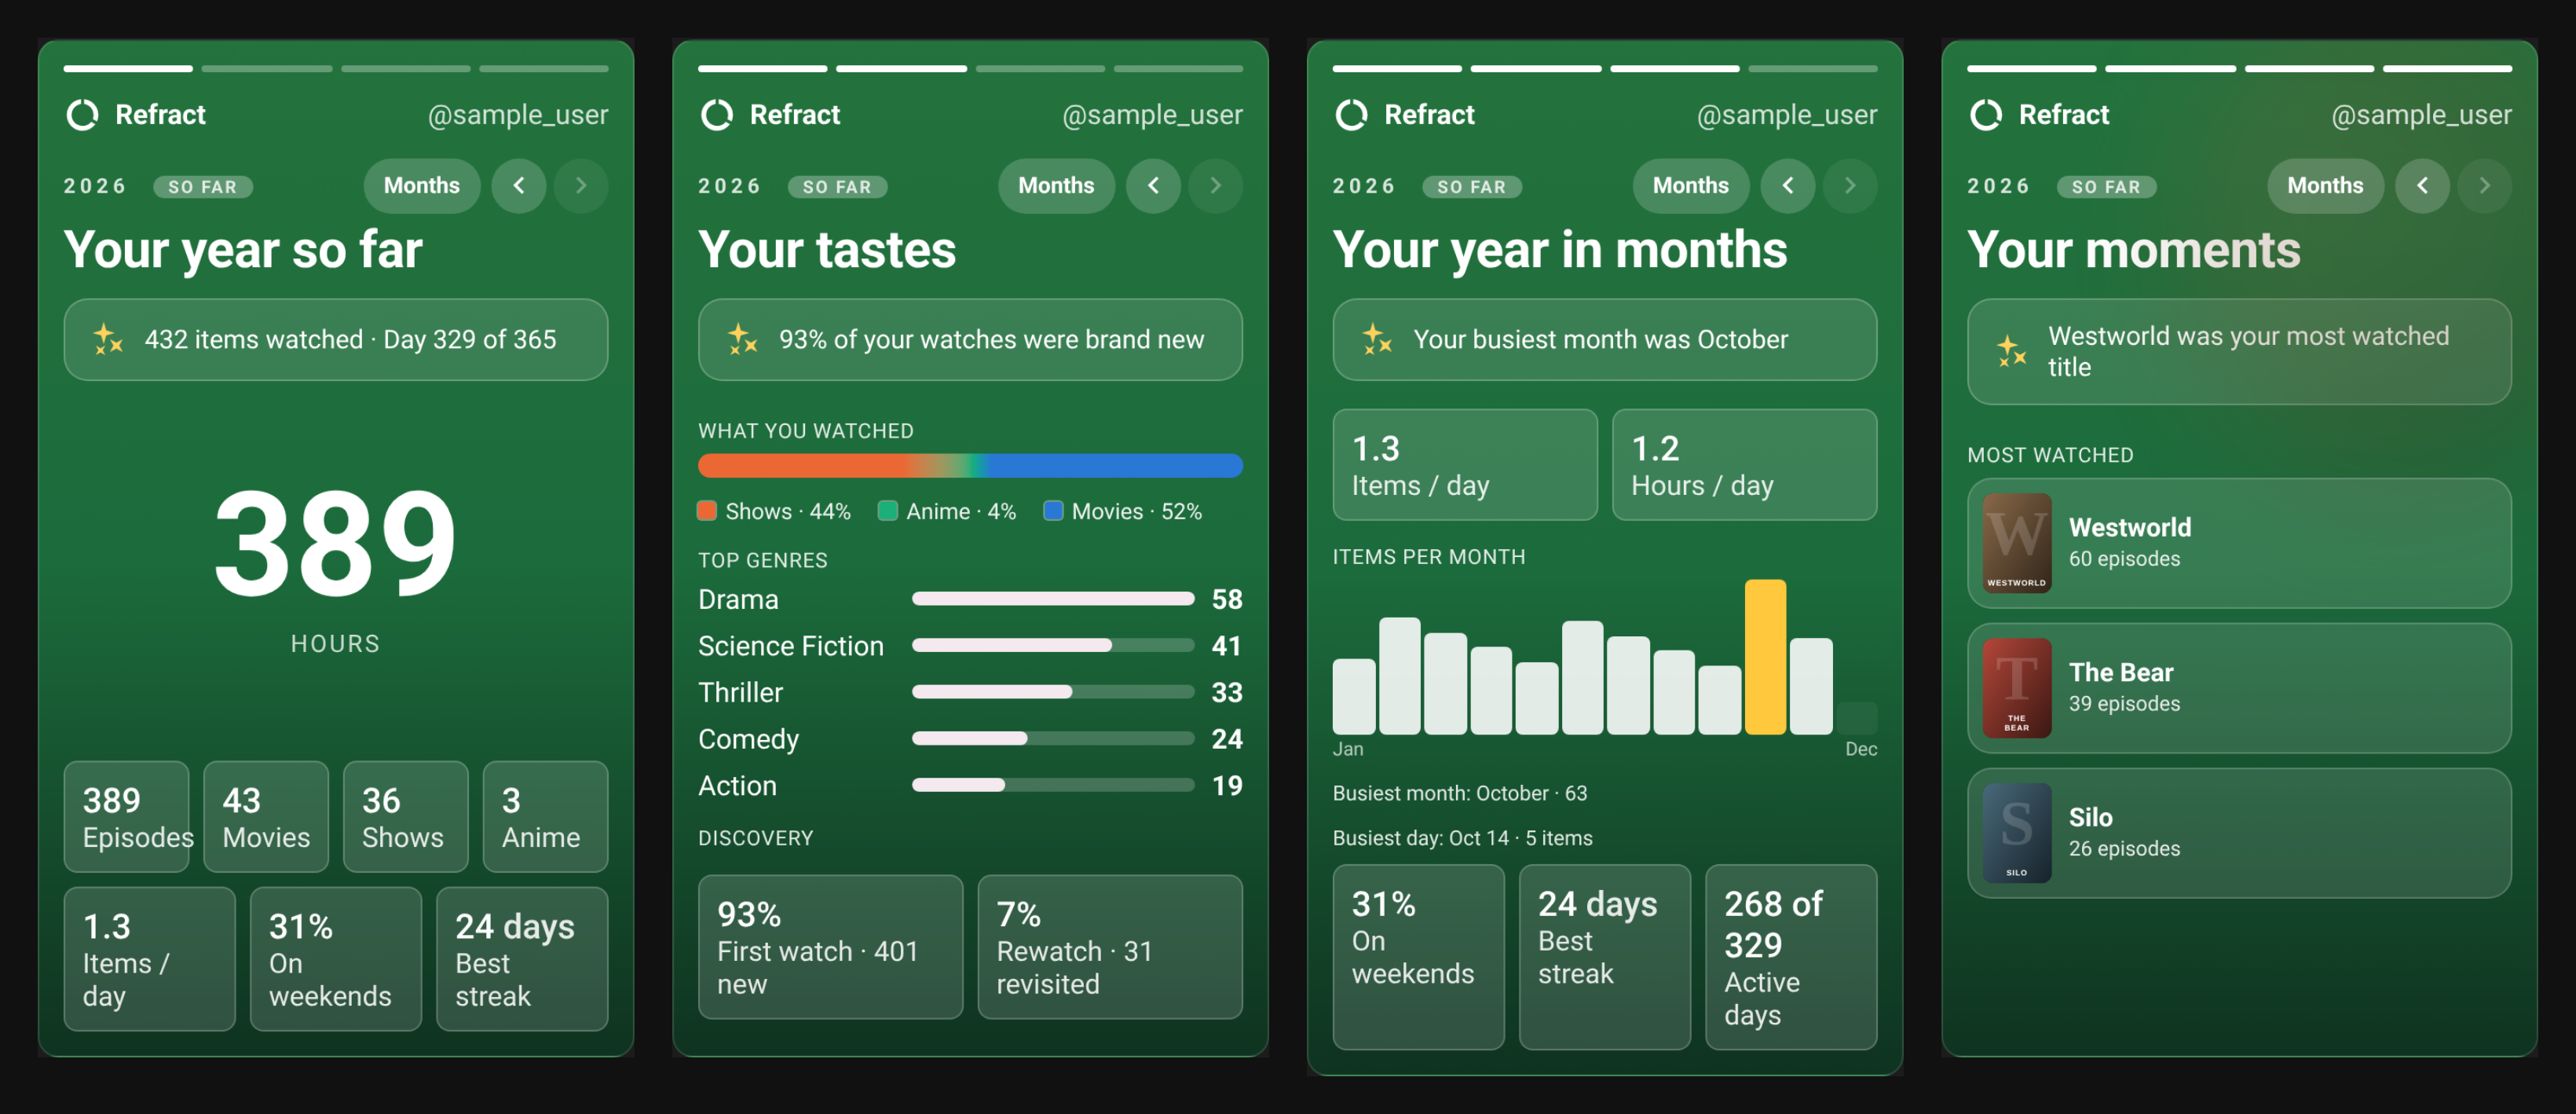 Refract
@sample_user
2026
SO FAR
Months
Your year so far
432 items watched · Day 329 of 365
389
HOURS
389
Episodes
43
Movies
36
Shows
3
Anime
1.3
Items /
day
31%
On
weekends
24 days
Best
streak
Refract
@sample_user
2026
SO FAR
Months
Your tastes
93% of your watches were brand new
WHAT YOU WATCHED
Shows · 44%
Anime · 4%
Movies · 52%
TOP GENRES
Drama 58
Science Fiction 41
Thriller 33
Comedy 24
Action 19
DISCOVERY
93%
First watch · 401
new
7%
Rewatch · 31
revisited
Refract
@sample_user
2026
SO FAR
Months
Your year in months
Your busiest month was October
1.3
Items / day
1.2
Hours / day
ITEMS PER MONTH
Jan
Dec
Busiest month: October · 63
Busiest day: Oct 14 · 5 items
31%
On
weekends
24 days
Best
streak
268 of
329
Active
days
Refract
@sample_user
2026
SO FAR
Months
Your moments
Westworld was your most watched
title
MOST WATCHED
W
WESTWORLD
Westworld
60 episodes
T
THE
BEAR
The Bear
39 episodes
S
SILO
Silo
26 episodes